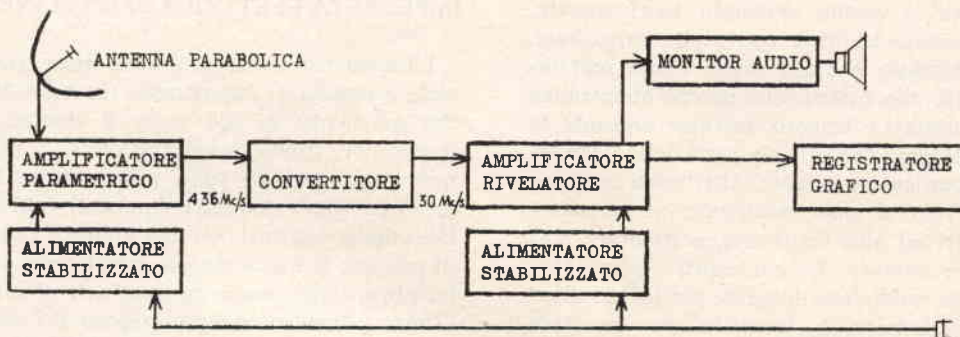 ANTENNA PARABOLICA
MONITOR AUDIO
AMPLIFICATORE
PARAMETRICO
436 Mc/s
CONVERTITORE
30 Mc/s
AMPLIFICATORE
RIVELATORE
REGISTRATORE
GRAFICO
ALIMENTATORE
STABILIZZATO
ALIMENTATORE
STABILIZZATO